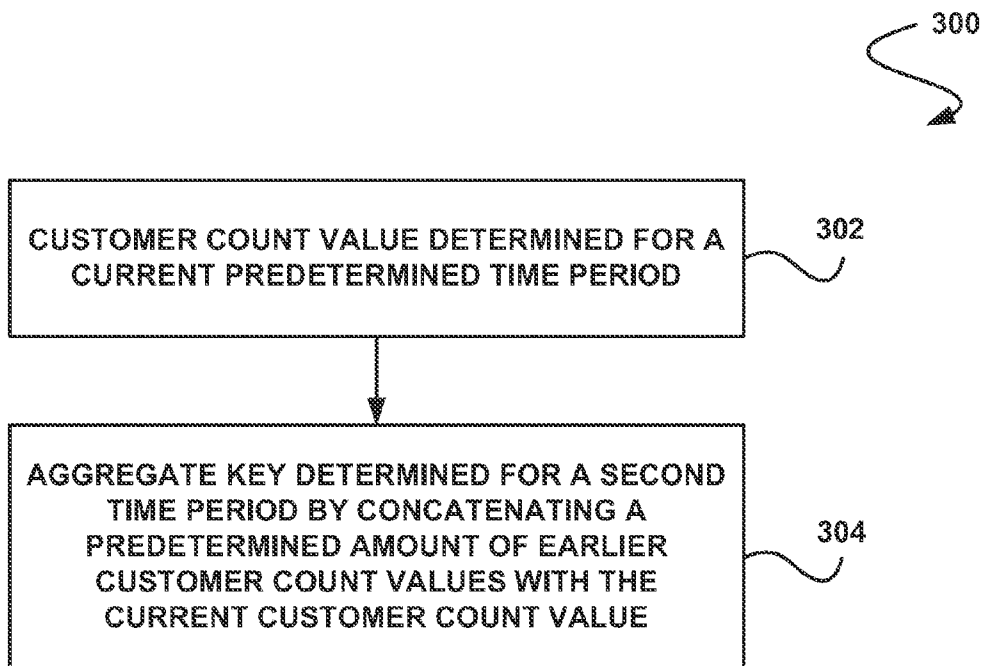 300
CUSTOMER COUNT VALUE DETERMINED FOR A
CURRENT PREDETERMINED TIME PERIOD
302
AGGREGATE KEY DETERMINED FOR A SECOND
TIME PERIOD BY CONCATENATING A
PREDETERMINED AMOUNT OF EARLIER
CUSTOMER COUNT VALUES WITH THE
CURRENT CUSTOMER COUNT VALUE
304